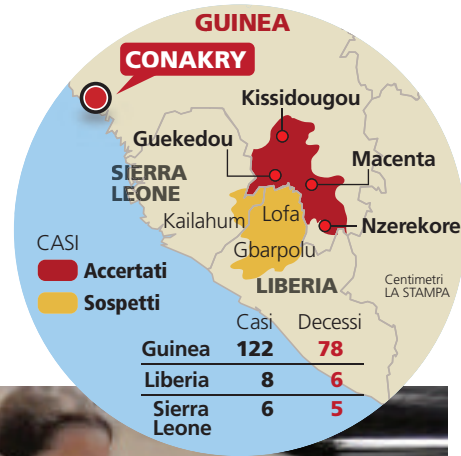 GUINEA
CONAKRY
Kissidougou
Guekedou
Macenta
SIERRA
LEONE
Kailahum
Lofa
Nzerekore
Gbarpolu
CASI
Accertati
Sospetti
LIBERIA
Centimetri
LA STAMPA
Casi Decessi
Guinea 122 78
Liberia 8 6
Sierra
Leone 6 5